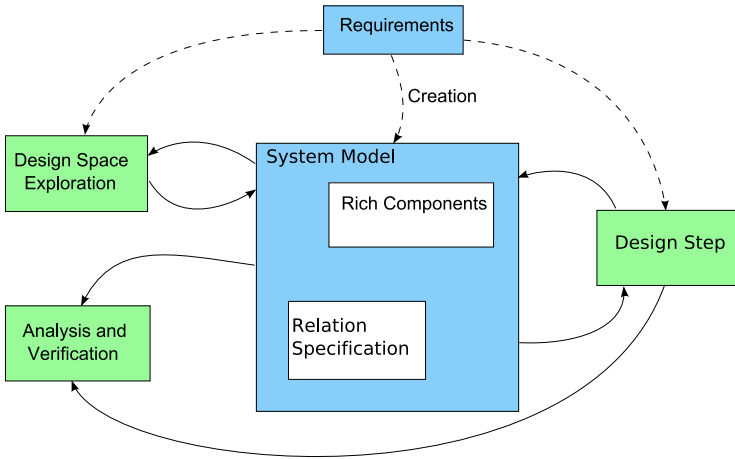 Requirements
Creation
System Model
Design Space
Exploration
Rich Components
Design Step
Relation
Specification
Analysis and
Verification